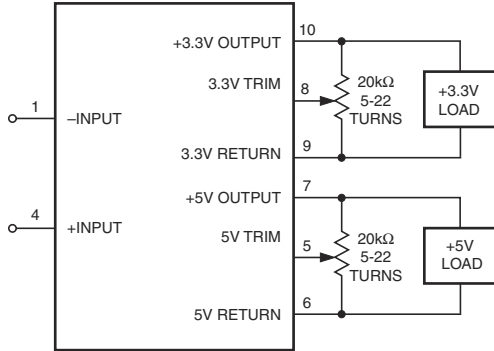 10
+3.3V OUTPUT
3.3V TRIM
8
20kΩ
5-22
TURNS
+3.3V
LOAD
1
–INPUT
9
3.3V RETURN
7
+5V OUTPUT
4
+INPUT
5V TRIM
5
20kΩ
5-22
TURNS
+5V
LOAD
6
5V RETURN